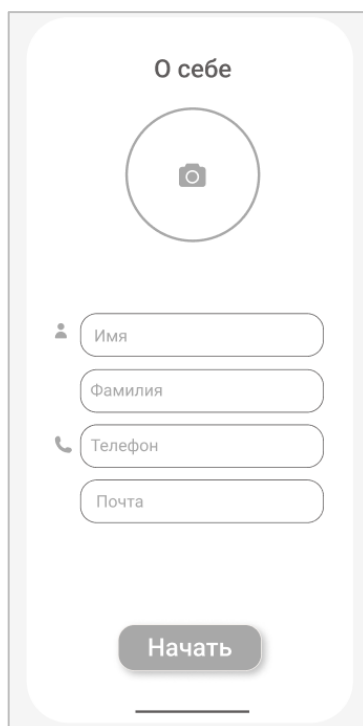 О себе
Имя
Фамилия
Телефон
Почта
Начать